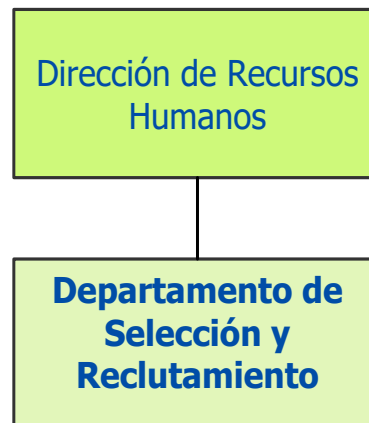 Dirección de Recursos
Humanos
Departamento de
Selección y
Reclutamiento